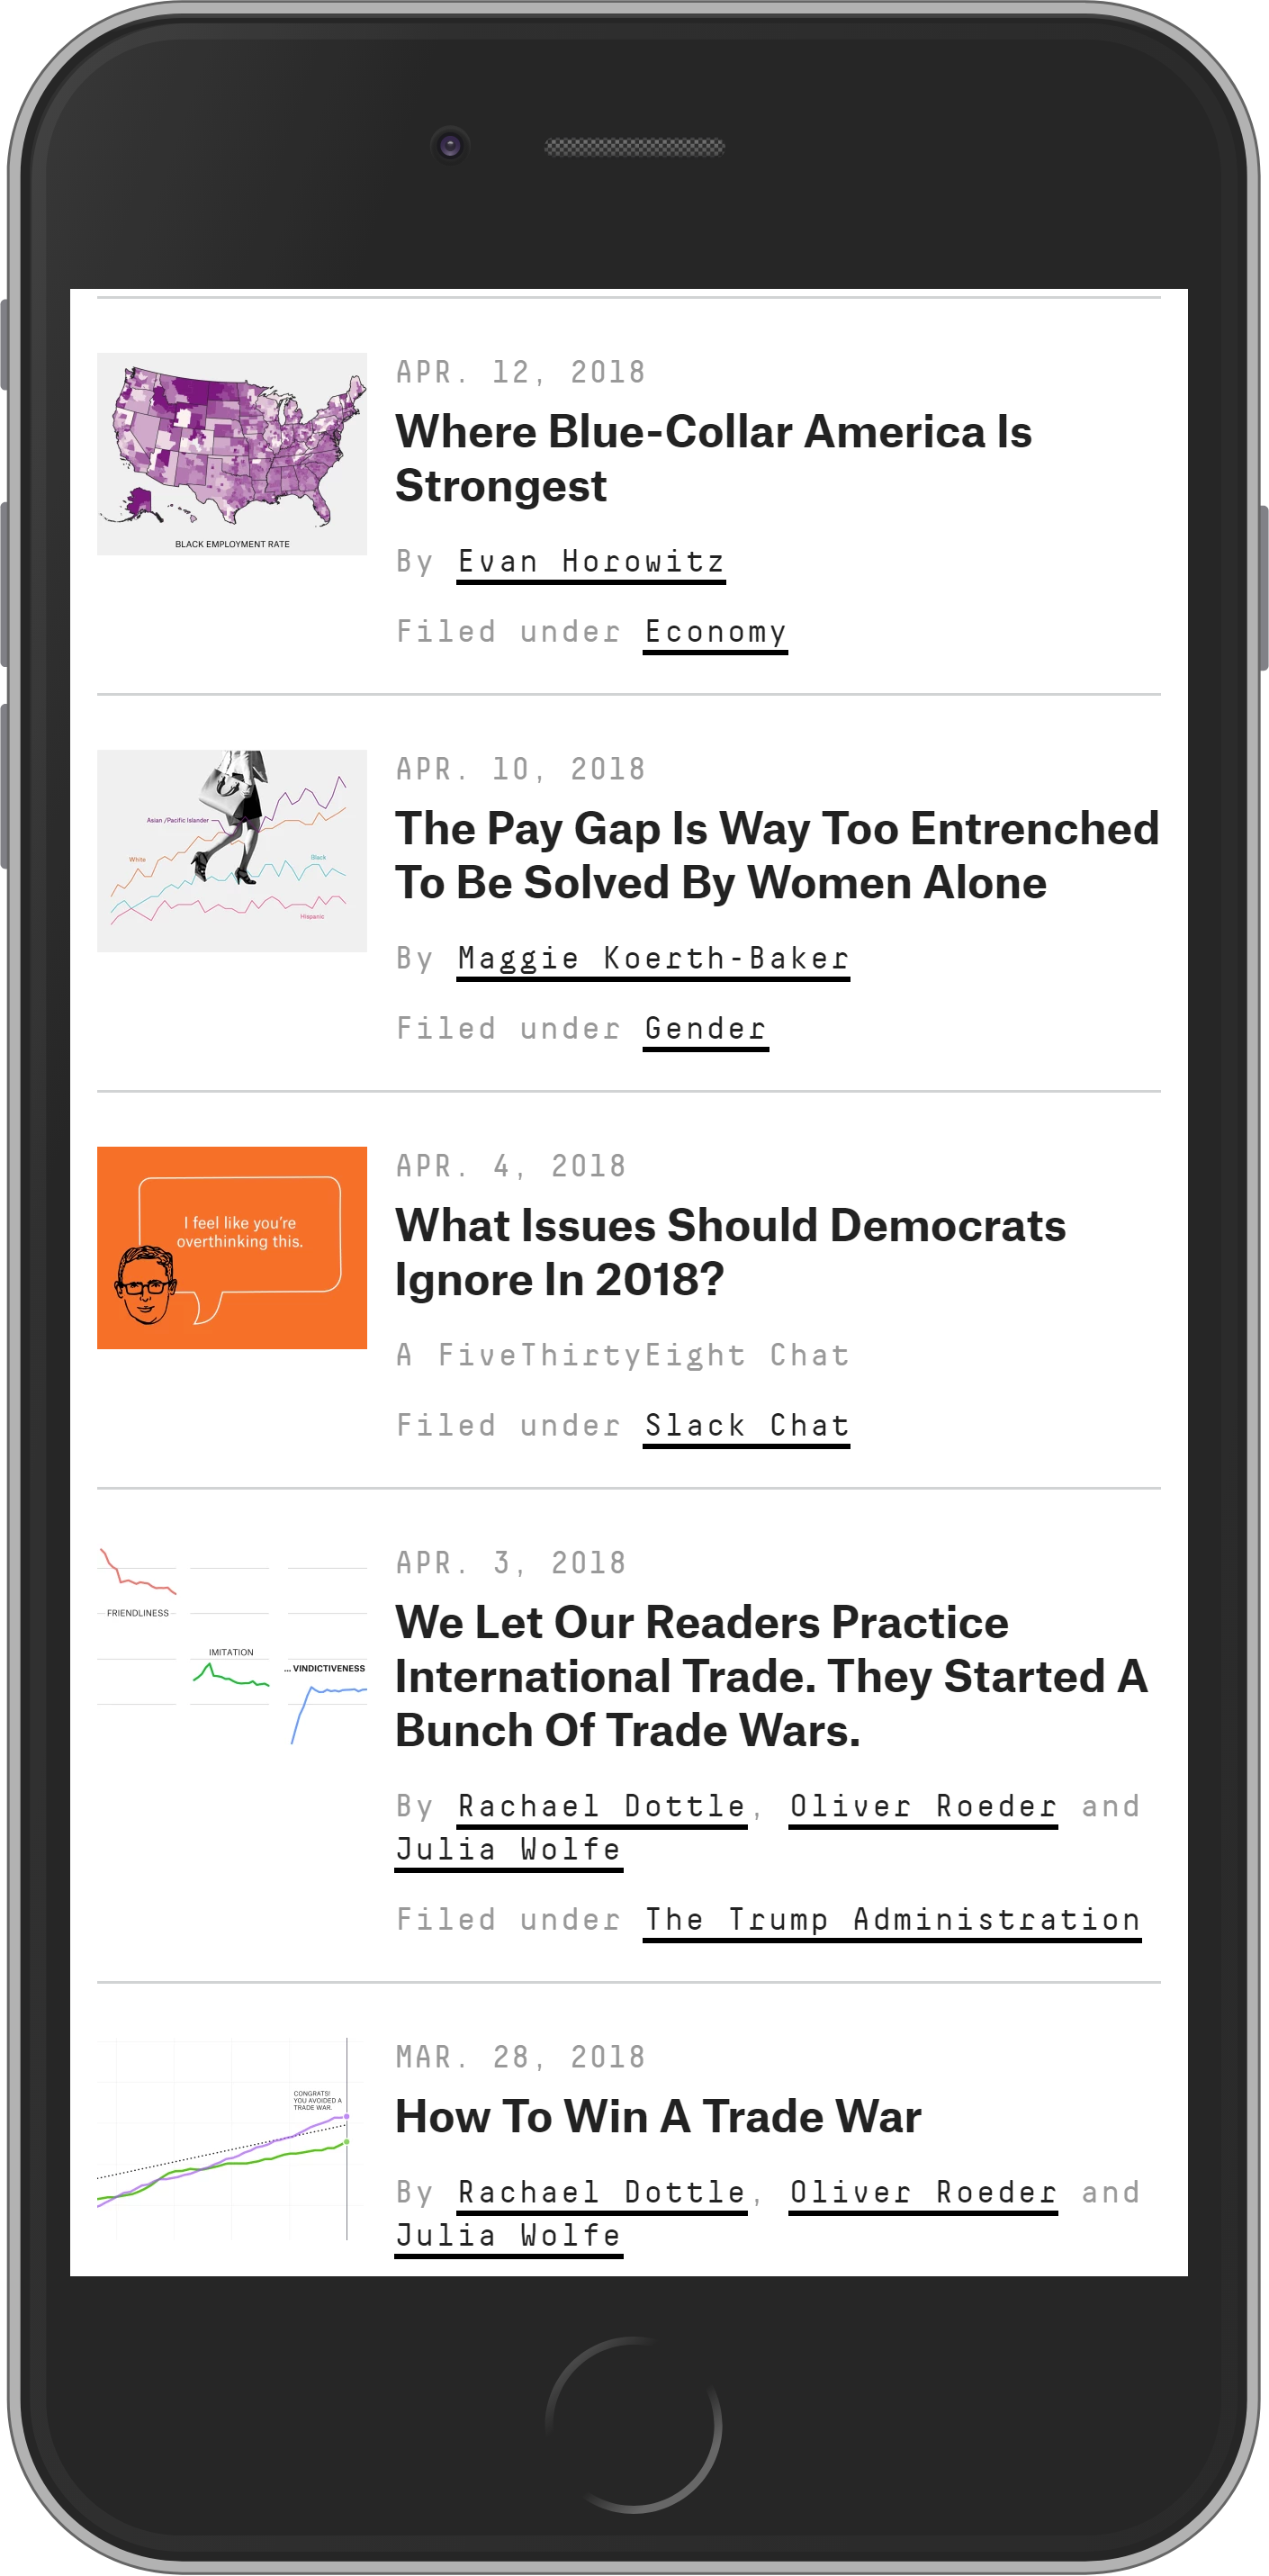 APR. 12, 2018
Where Blue-Collar America Is
Strongest
By Evan Horowitz
Filed under Economy
BLACK EMPLOYMENT RATE
APR. 10, 2018
The Pay Gap Is Way Too Entrenched
To Be Solved By Women Alone
By Maggie Koerth-Baker
Filed under Gender
Asian /Pacific Islander
White
Black
Hispanic
APR. 4, 2018
What Issues Should Democrats
Ignore In 2018?
A FiveThirtyEight Chat
Filed under Slack Chat
I feel like you're
overthinking this.
APR. 3, 2018
We Let Our Readers Practice
International Trade. They Started A
Bunch Of Trade Wars.
By Rachael Dottle, Oliver Roeder and
Julia Wolfe
Filed under The Trump Administration
FRIENDLINESS
IMITATION
... VINDICTIVENESS
MAR. 28, 2018
How To Win A Trade War
By Rachael Dottle, Oliver Roeder and
Julia Wolfe
CONGRATS!
YOU AVOIDED A
TRADE WAR.